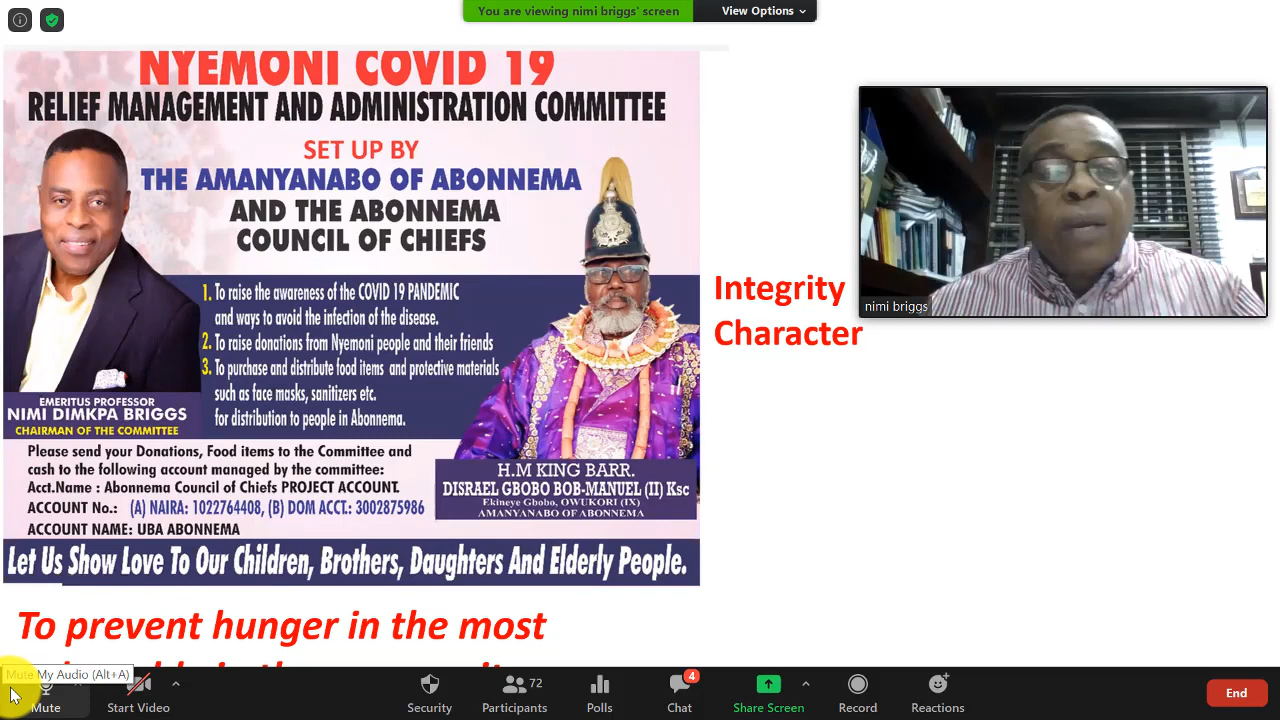 You are viewing nimi briggs' screen
View Options
NYEMONI COVID 19
RELIEF MANAGEMENT AND ADMINISTRATION COMMITTEE
SET UP BY
THE AMANYANABO OF ABONNEMA
AND THE ABONNEMA
COUNCIL OF CHIEFS
1. To raise the awareness of the COVID 19 PANDEMIC
and ways to avoid the infection of the disease.
2. To raise donations from Nyemoni people and their friends
3. To purchase and distribute food items and protective materials
such as face masks, sanitizers etc.
for distribution to people in Abonnema.
EMERITUS PROFESSOR
NIMI DIMKPA BRIGGS
CHAIRMAN OF THE COMMITTEE
Please send your Donations, Food items to the Committee and
cash to the following account managed by the committee:
Acct.Name : Abonnema Council of Chiefs PROJECT ACCOUNT.
ACCOUNT No.: (A) NAIRA: 1022764408, (B) DOM ACCT.: 3002875986
ACCOUNT NAME: UBA ABONNEMA
H.M KING BARR.
DISRAEL GBOBO BOB-MANUEL (II) Ksc
Ekineye Gbobo, OWUKORI (IX)
AMANYANABO OF ABONNEMA
Let Us Show Love To Our Children, Brothers, Daughters And Elderly People.
Integrity
Character
nimi briggs
To prevent hunger in the most
Mute My Audio (Alt+A)
Mute
Start Video
Security
72
Participants
Polls
4
Chat
Share Screen
Record
Reactions
End